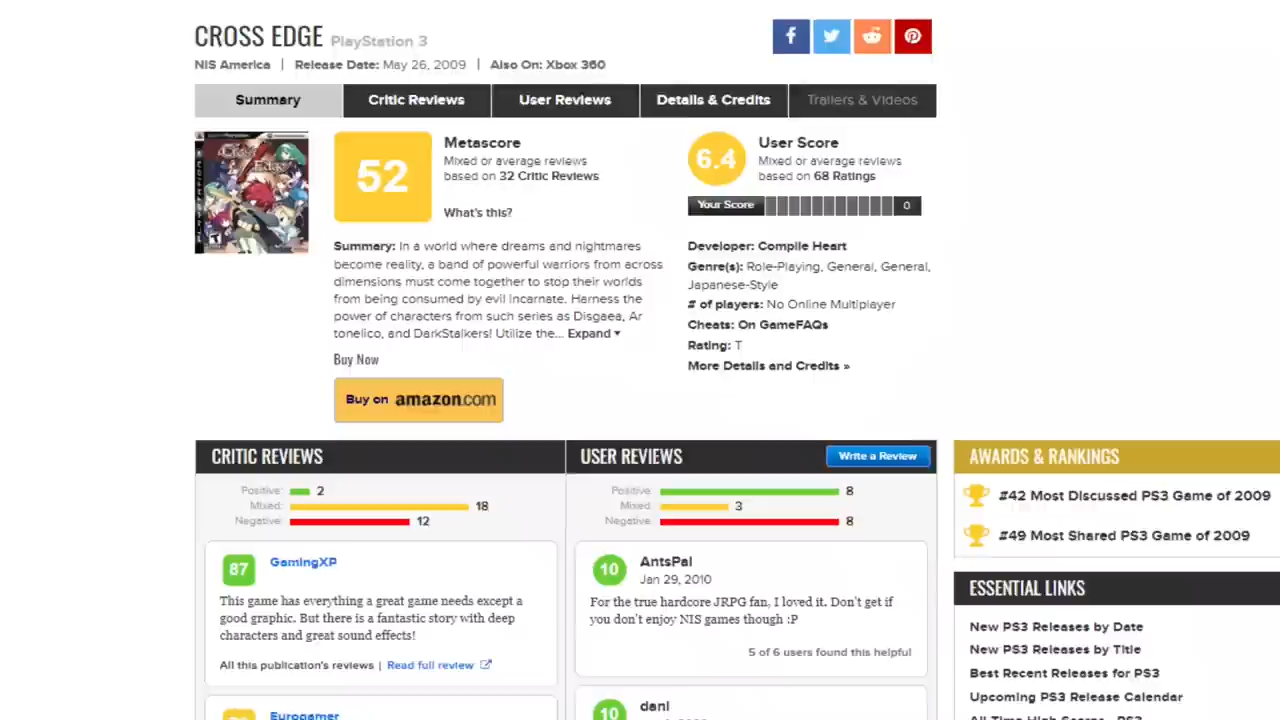 CROSS EDGE PlayStation 3
NIS America | Release Date: May 26, 2009 | Also On: Xbox 360
Summary
Critic Reviews
User Reviews
Details & Credits
Trailers & Videos
52
Metascore
Mixed or average reviews
based on 32 Critic Reviews
What's this?
Summary: In a world where dreams and nightmares
become reality, a band of powerful warriors from across
dimensions must come together to stop their worlds
from being consumed by evil incarnate. Harness the
power of characters from such series as Disgaea, Ar
tonelico, and DarkStalkers! Utilize the... Expand
Buy Now
Buy on amazon.com
6.4
User Score
Mixed or average reviews
based on 68 Ratings
Your Score 0
Developer: Compile Heart
Genre(s): Role-Playing, General, General,
Japanese-Style
# of players: No Online Multiplayer
Cheats: On GameFAQs
Rating: T
More Details and Credits »
CRITIC REVIEWS
Positive: 2
Mixed: 18
Negative: 12
87 GamingXP
This game has everything a great game needs except a
good graphic. But there is a fantastic story with deep
characters and great sound effects!
All this publication's reviews | Read full review
Eurogamer
USER REVIEWS
Write a Review
Positive: 8
Mixed: 3
Negative: 8
10 AntsPal
Jan 29, 2010
For the true hardcore JRPG fan, I loved it. Don't get if
you don't enjoy NIS games though :P
5 of 6 users found this helpful
10 danl
AWARDS & RANKINGS
#42 Most Discussed PS3 Game of 2009
#49 Most Shared PS3 Game of 2009
ESSENTIAL LINKS
New PS3 Releases by Date
New PS3 Releases by Title
Best Recent Releases for PS3
Upcoming PS3 Release Calendar
All-Time High Scores - PS3